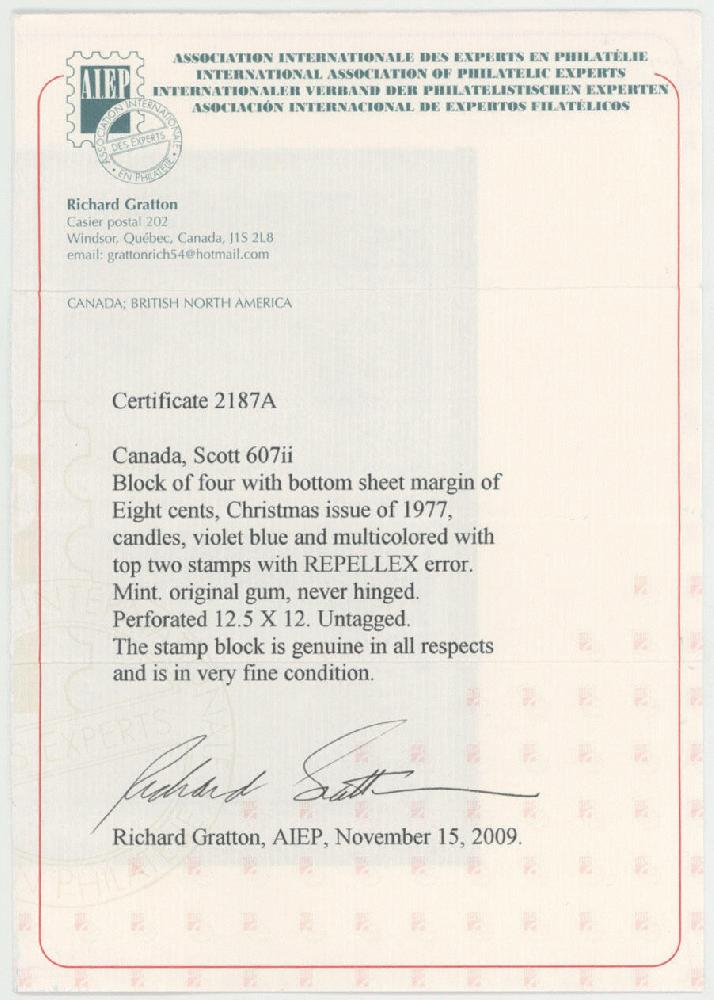 ASSOCIATION INTERNATIONALE DES EXPERTS EN PHILATÉLIE
INTERNATIONAL ASSOCIATION OF PHILATELIC EXPERTS
INTERNATIONALER VERBAND DER PHILATELISTISCHEN EXPERTEN
ASOCIACIÓN INTERNACIONAL DE EXPERTOS FILATÉLICOS
AIEP
ASSOCIATION INTERNATIONALE
DES EXPERTS
EN PHILATÉLIE
Richard Gratton
Casier postal 202
Windsor, Québec, Canada, J1S 2L8
email: grattonrich54@hotmail.com
CANADA; BRITISH NORTH AMERICA
Certificate 2187A
Canada, Scott 607ii
Block of four with bottom sheet margin of
Eight cents, Christmas issue of 1977,
candles, violet blue and multicolored with
top two stamps with REPELLEX error.
Mint. original gum, never hinged.
Perforated 12.5 X 12. Untagged.
The stamp block is genuine in all respects
and is in very fine condition.
Richard Gratton
Richard Gratton, AIEP, November 15, 2009.